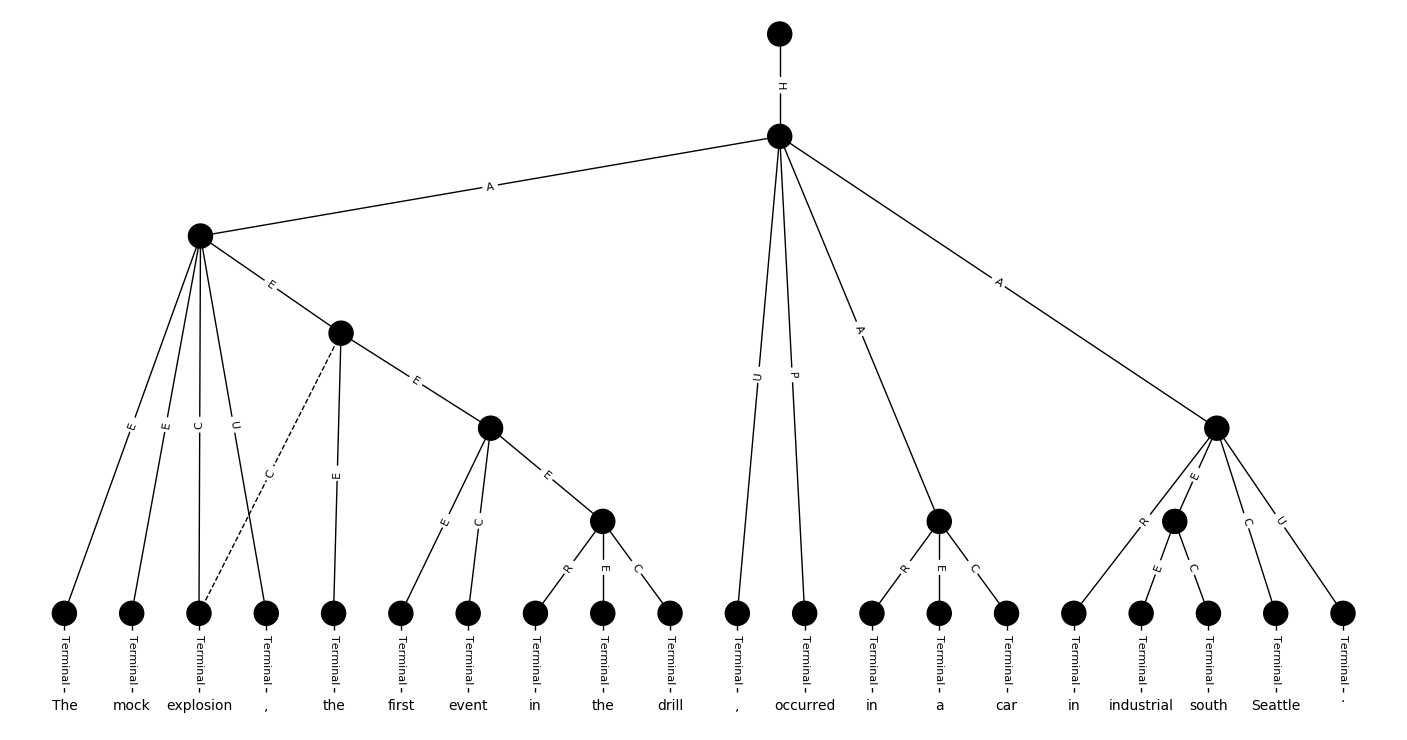 H
A
E
E
U
P
A
A
E
E
C
U
C
E
E
C
E
R
E
C
R
E
C
R
E
E
C
C
U
Terminal Terminal Terminal Terminal Terminal Terminal Terminal Terminal Terminal Terminal Terminal Terminal Terminal Terminal Terminal Terminal Terminal Terminal Terminal Terminal
The mock explosion , the first event in the drill , occurred in a car in industrial south Seattle .